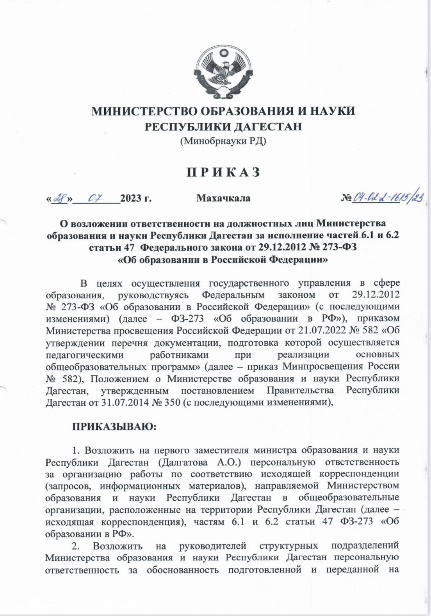 МИНИСТЕРСТВО ОБРАЗОВАНИЯ И НАУКИ
РЕСПУБЛИКИ ДАГЕСТАН
(Минобрнауки РД)
П Р И К А З
«28» 07 2023 г. Махачкала № 04-02.2-1615/23
О возложении ответственности на должностных лиц Министерства
образования и науки Республики Дагестан за исполнение частей 6.1 и 6.2
статьи 47 Федерального закона от 29.12.2012 № 273-ФЗ
«Об образовании в Российской Федерации»
В целях осуществления государственного управления в сфере
образования, руководствуясь Федеральным законом от 29.12.2012
№ 273-ФЗ «Об образовании в Российской Федерации» (с последующими
изменениями) (далее – ФЗ-273 «Об образовании в РФ»), приказом
Министерства просвещения Российской Федерации от 21.07.2022 № 582 «Об
утверждении перечня документации, подготовка которой осуществляется
педагогическими работниками при реализации основных
общеобразовательных программ» (далее – приказ Минпросвещения России
№ 582), Положением о Министерстве образования и науки Республики
Дагестан, утвержденным постановлением Правительства Республики
Дагестан от 31.07.2014 № 350 (с последующими изменениями),
ПРИКАЗЫВАЮ:
1. Возложить на первого заместителя министра образования и науки
Республики Дагестан (Далгатова А.О.) персональную ответственность
за организацию работы по соответствию исходящей корреспонденции
(запросов, информационных материалов), направляемой Министерством
образования и науки Республики Дагестан в общеобразовательные
организации, расположенные на территории Республики Дагестан (далее –
исходящая корреспонденция), частям 6.1 и 6.2 статьи 47 ФЗ-273 «Об
образовании в РФ».
2. Возложить на руководителей структурных подразделений
Министерства образования и науки Республики Дагестан персональную
ответственность за обоснованность подготовленной и переданной на